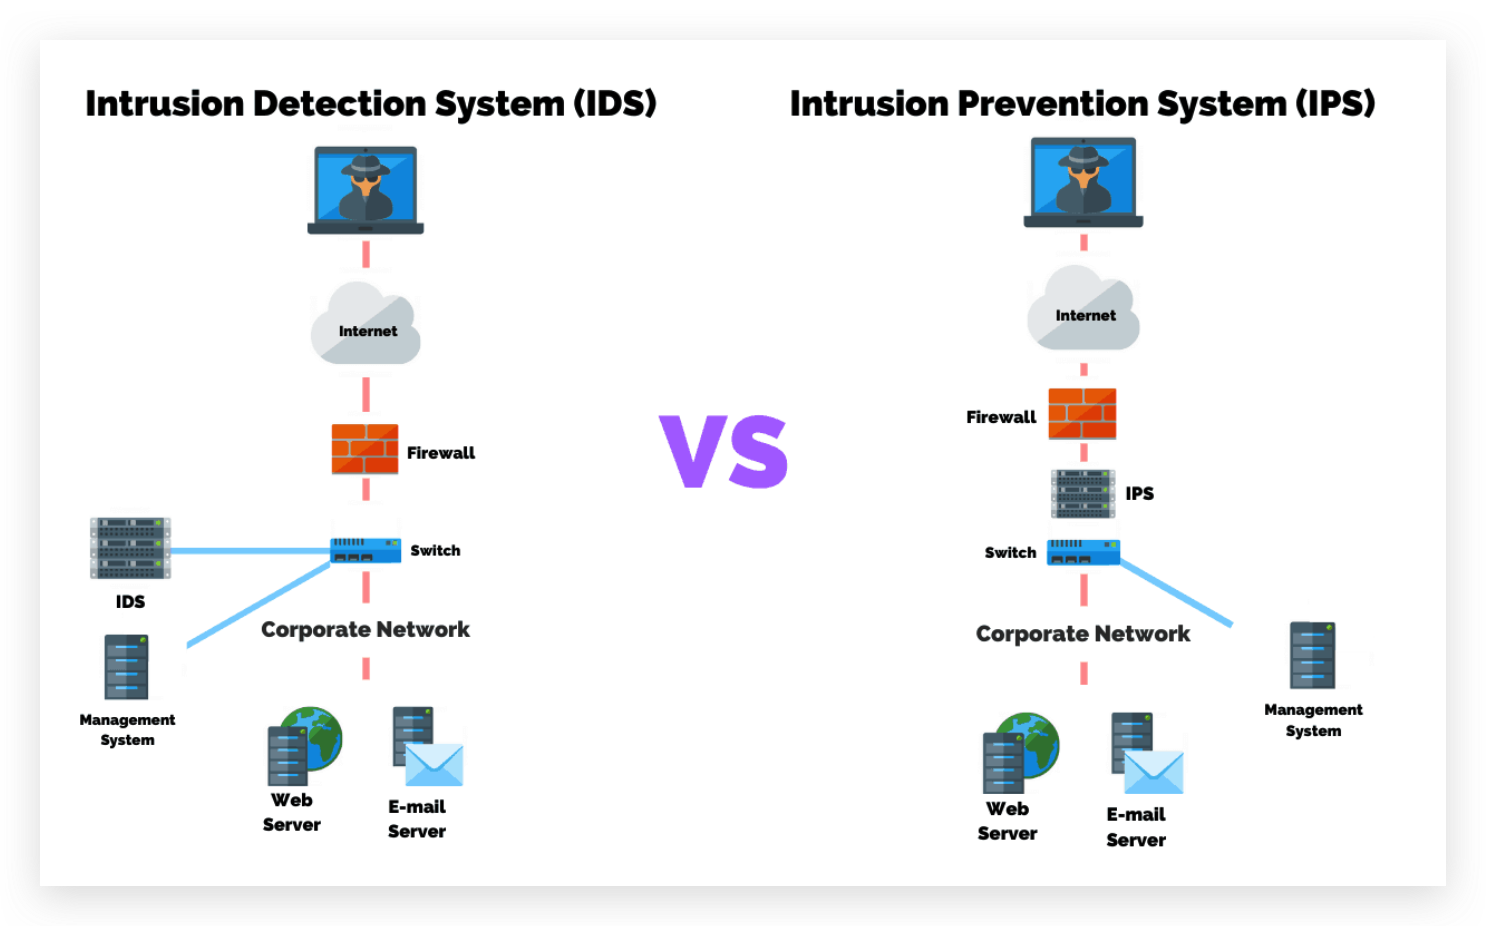 Intrusion Detection System (IDS)
Internet
Firewall
Switch
IDS
Corporate Network
Management
System
Web
Server
E-mail
Server
VS
Intrusion Prevention System (IPS)
Internet
Firewall
IPS
Switch
Corporate Network
Management
System
Web
Server
E-mail
Server